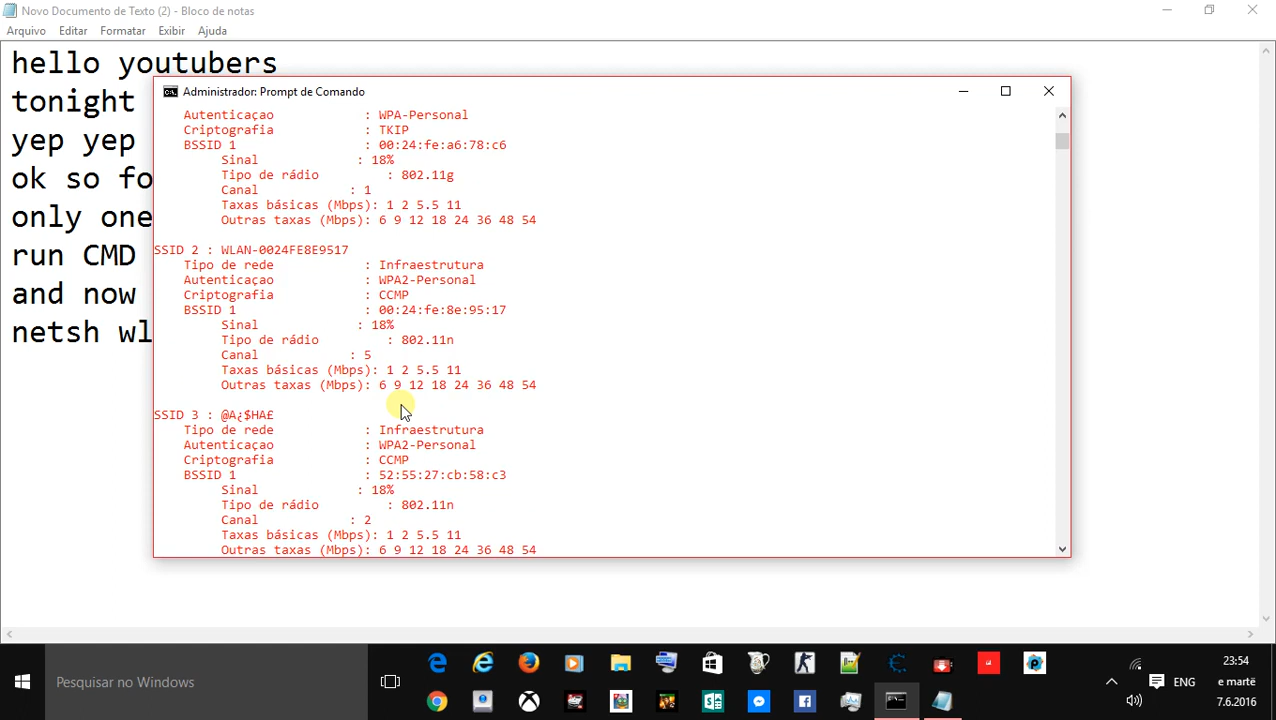 Novo Documento de Texto (2) - Bloco de notas
Arquivo Editar Formatar Exibir Ajuda
hello youtubers
tonight
yep yep
ok so fo
only one
run CMD
and now
netsh wl
Administrador: Prompt de Comando
Autenticaçao : WPA-Personal
Criptografia : TKIP
BSSID 1 : 00:24:fe:a6:78:c6
Sinal : 18%
Tipo de rádio : 802.11g
Canal : 1
Taxas básicas (Mbps): 1 2 5.5 11
Outras taxas (Mbps): 6 9 12 18 24 36 48 54
SSID 2 : WLAN-0024FE8E9517
Tipo de rede : Infraestrutura
Autenticaçao : WPA2-Personal
Criptografia : CCMP
BSSID 1 : 00:24:fe:8e:95:17
Sinal : 18%
Tipo de rádio : 802.11n
Canal : 5
Taxas básicas (Mbps): 1 2 5.5 11
Outras taxas (Mbps): 6 9 12 18 24 36 48 54
SSID 3 : @A¿$HA£
Tipo de rede : Infraestrutura
Autenticaçao : WPA2-Personal
Criptografia : CCMP
BSSID 1 : 52:55:27:cb:58:c3
Sinal : 18%
Tipo de rádio : 802.11n
Canal : 2
Taxas básicas (Mbps): 1 2 5.5 11
Outras taxas (Mbps): 6 9 12 18 24 36 48 54
Pesquisar no Windows
ENG
23:54
e martë
7.6.2016